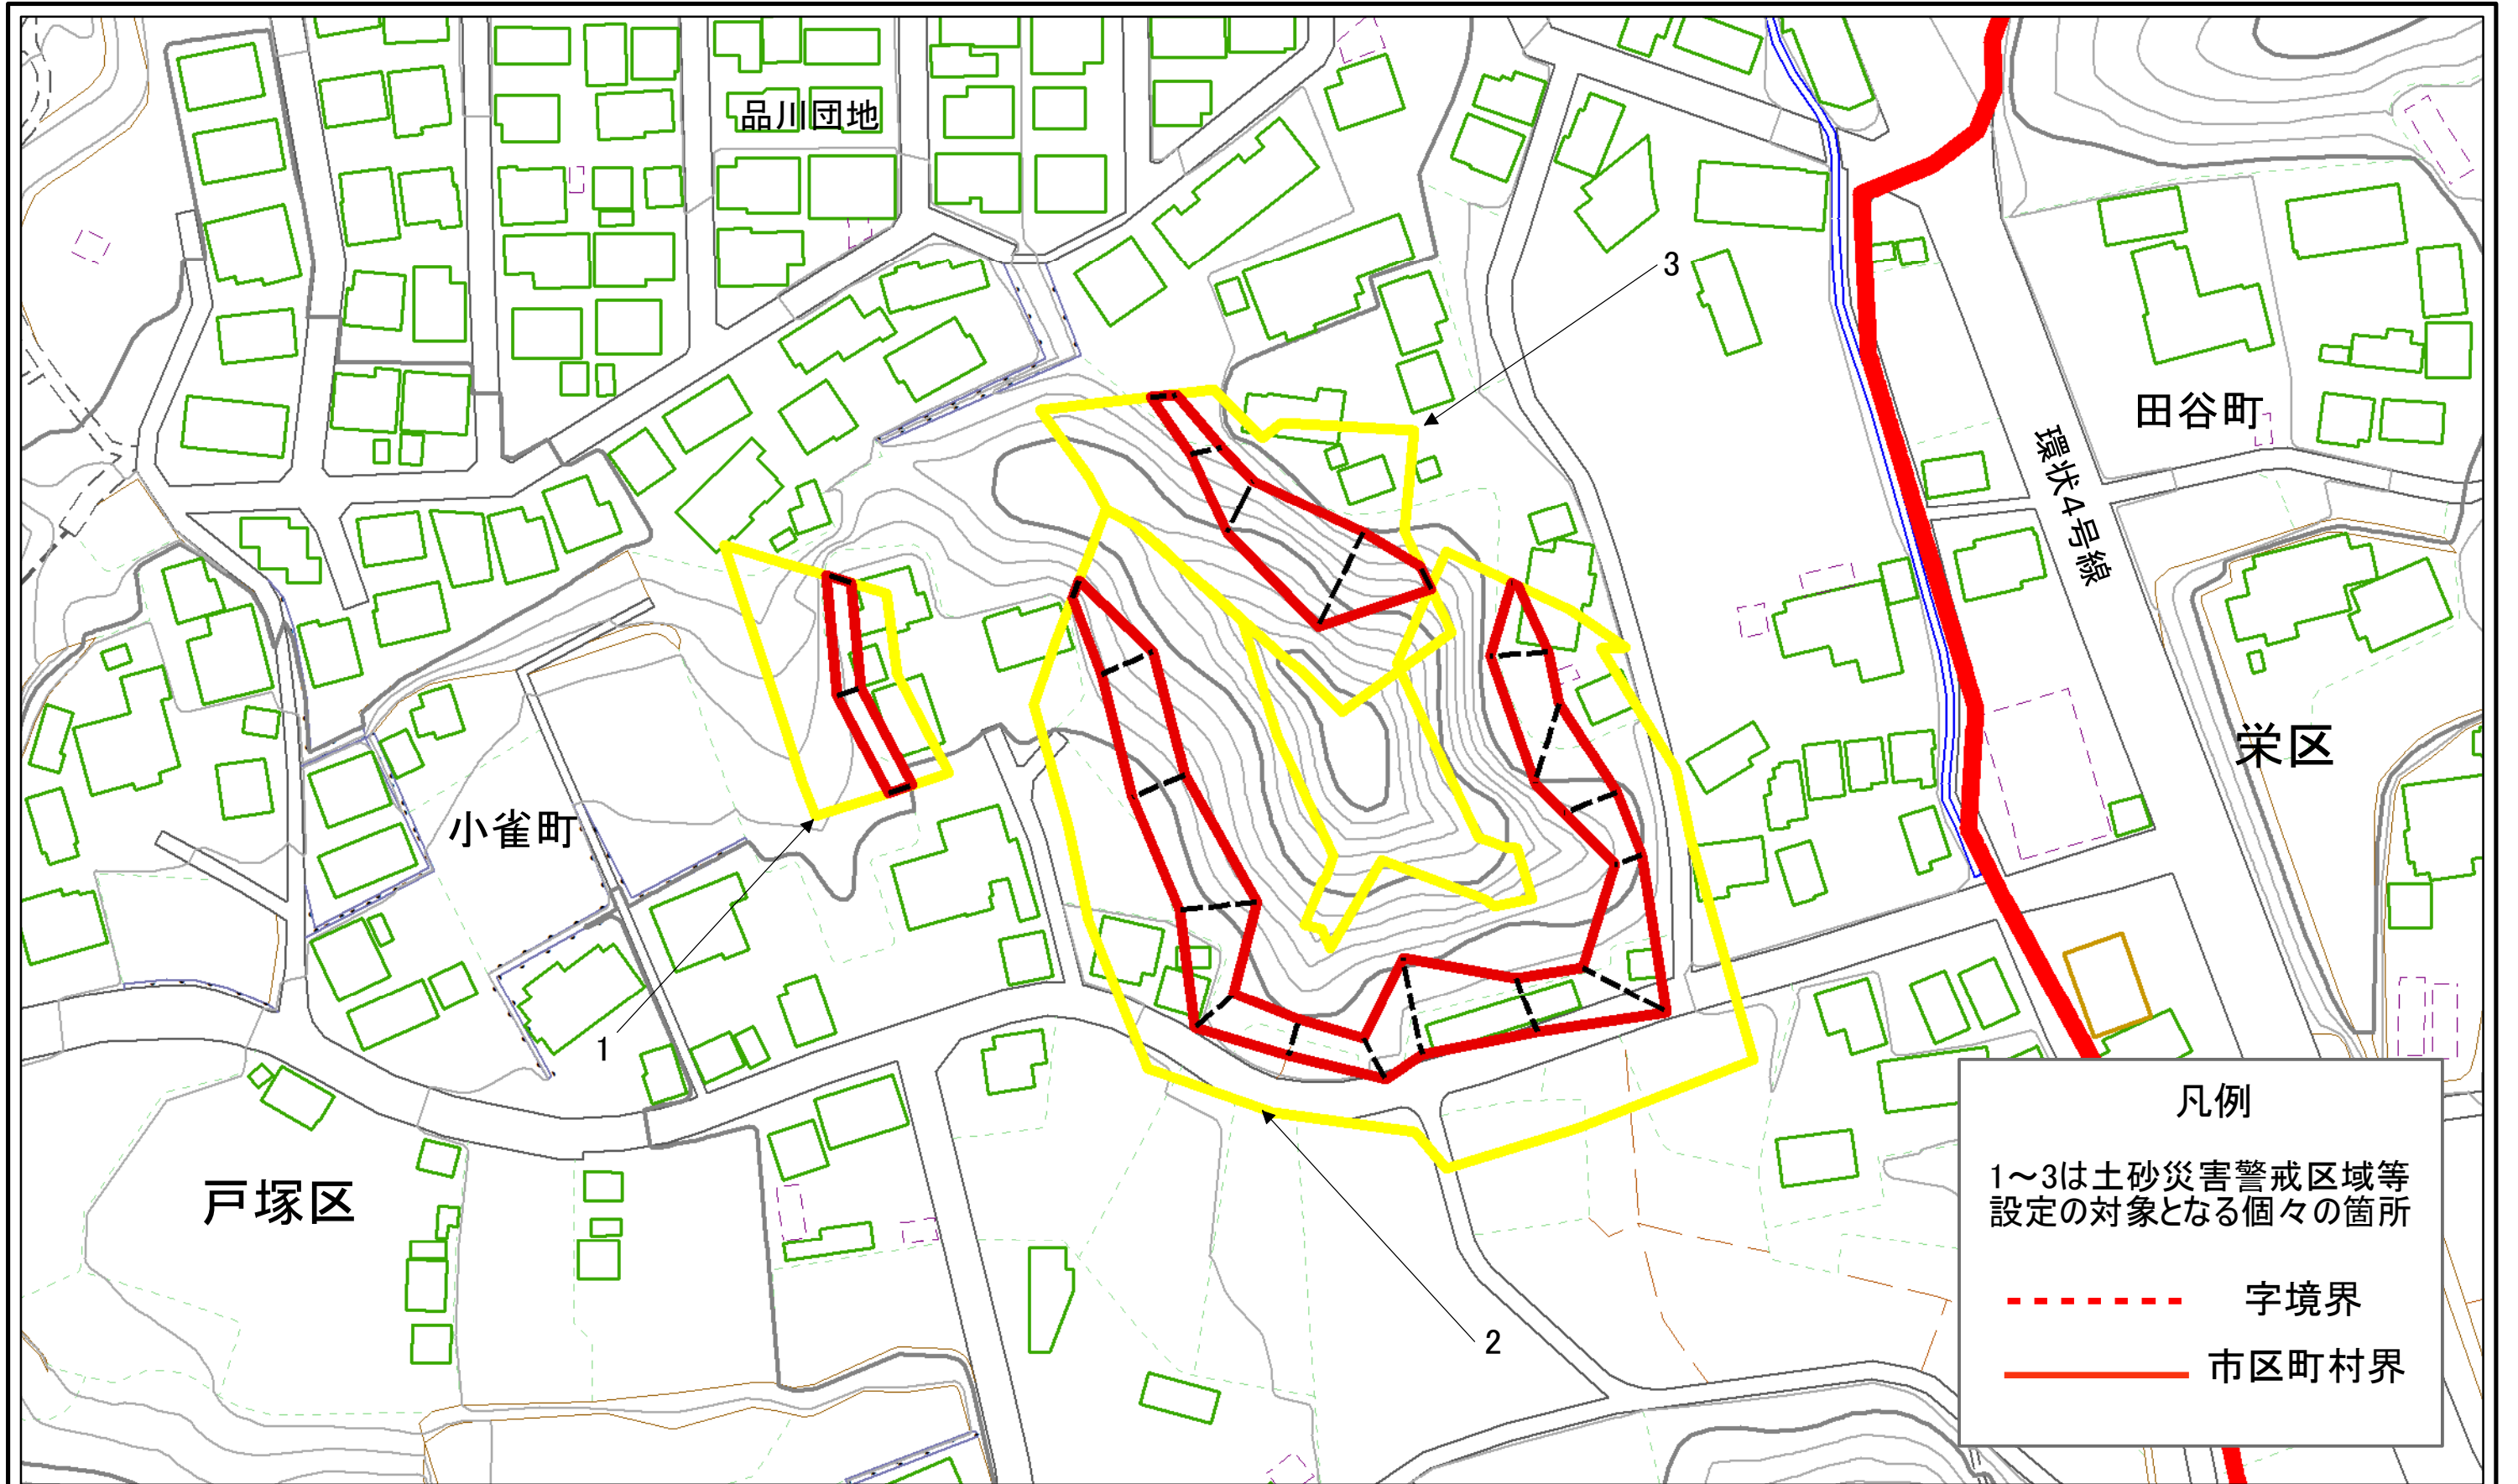 品川団地
3
田谷町
環状4号線
栄区
小雀町
1
戸塚区
2
凡例
1～3は土砂災害警戒区域等
設定の対象となる個々の箇所
字境界
市区町村界